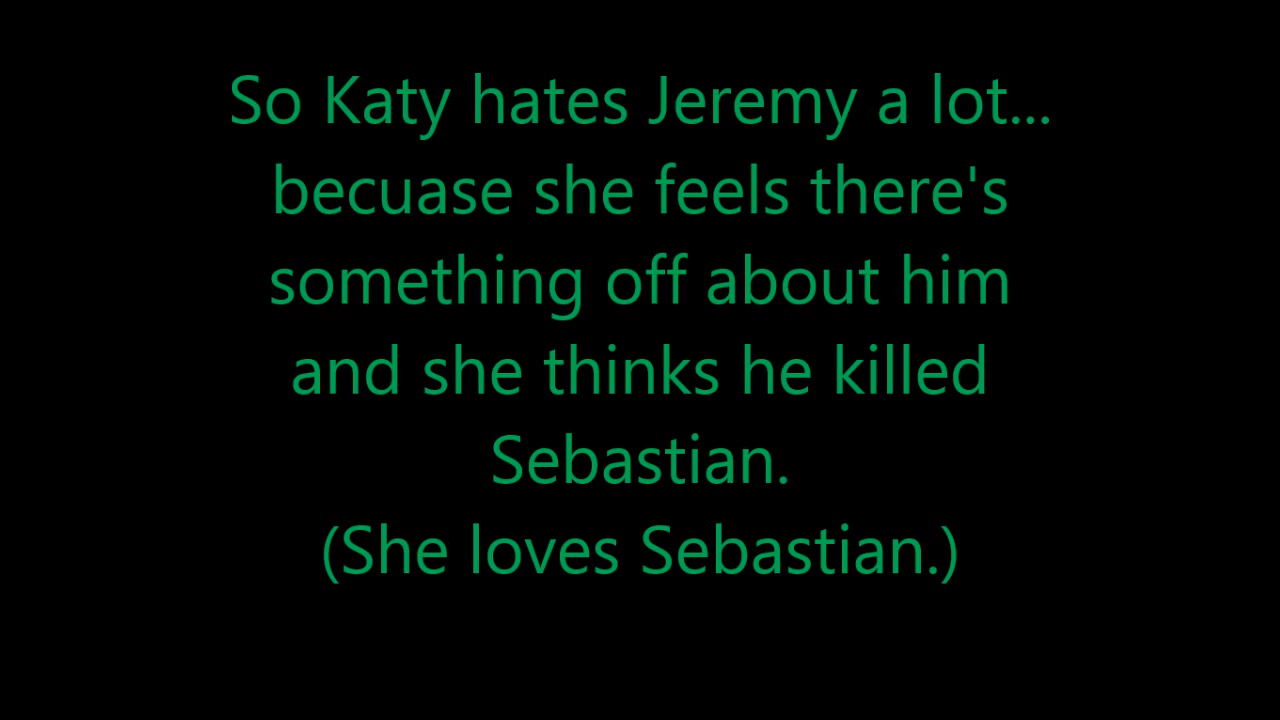 So Katy hates Jeremy a lot...
becuase she feels there's
something off about him
and she thinks he killed
Sebastian.
(She loves Sebastian.)